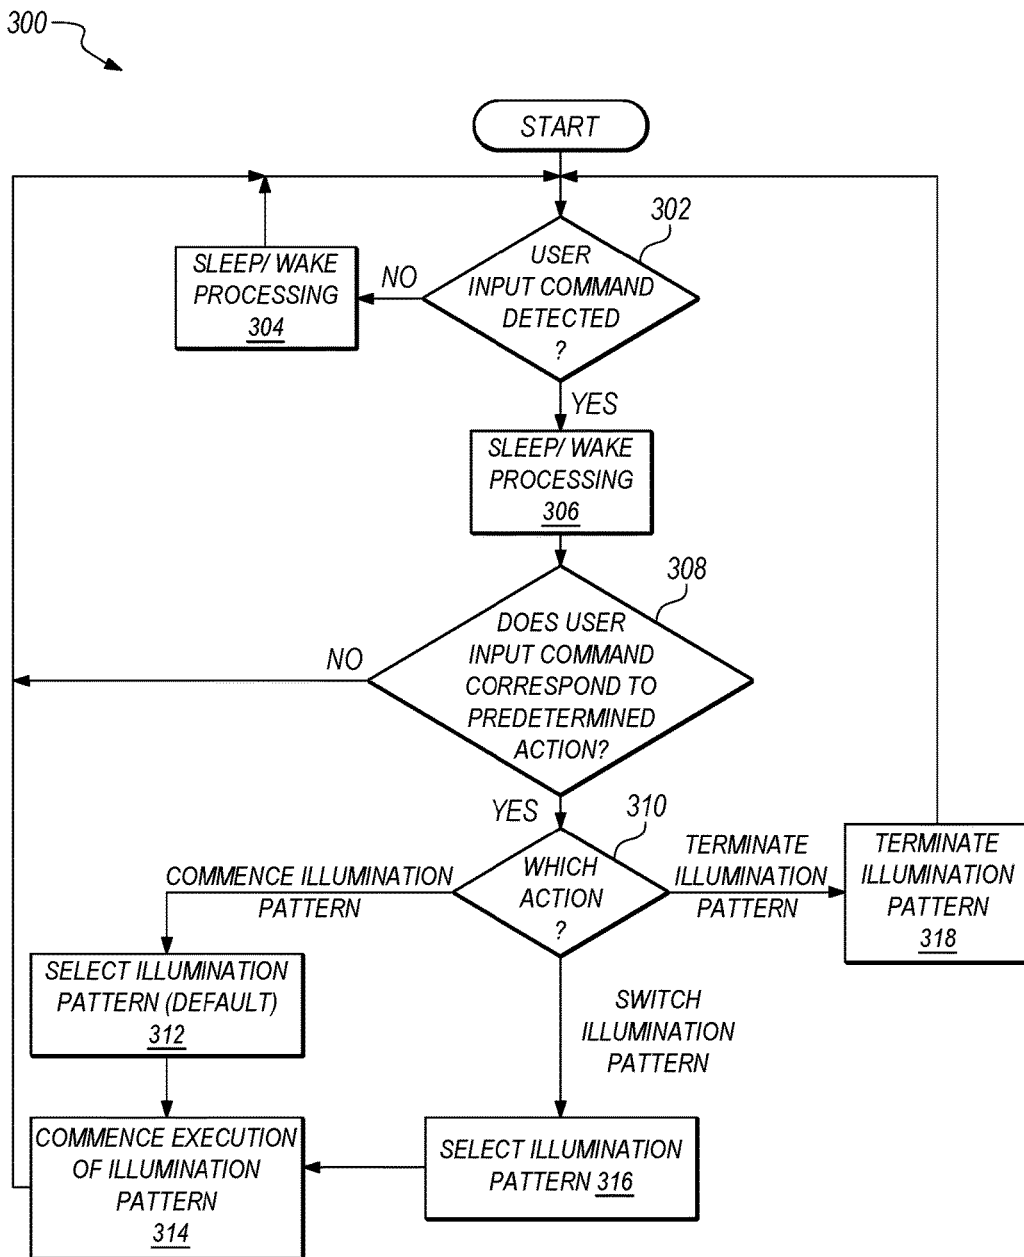 300
START
302
USER
INPUT COMMAND
DETECTED
?
NO
SLEEP/ WAKE
PROCESSING
304
YES
SLEEP/ WAKE
PROCESSING
306
308
DOES USER
INPUT COMMAND
CORRESPOND TO
PREDETERMINED
ACTION?
NO
YES
310
WHICH
ACTION
?
COMMENCE ILLUMINATION
PATTERN
TERMINATE
ILLUMINATION
PATTERN
TERMINATE
ILLUMINATION
PATTERN
318
SELECT ILLUMINATION
PATTERN (DEFAULT)
312
SWITCH
ILLUMINATION
PATTERN
COMMENCE EXECUTION
OF ILLUMINATION
PATTERN
314
SELECT ILLUMINATION
PATTERN 316